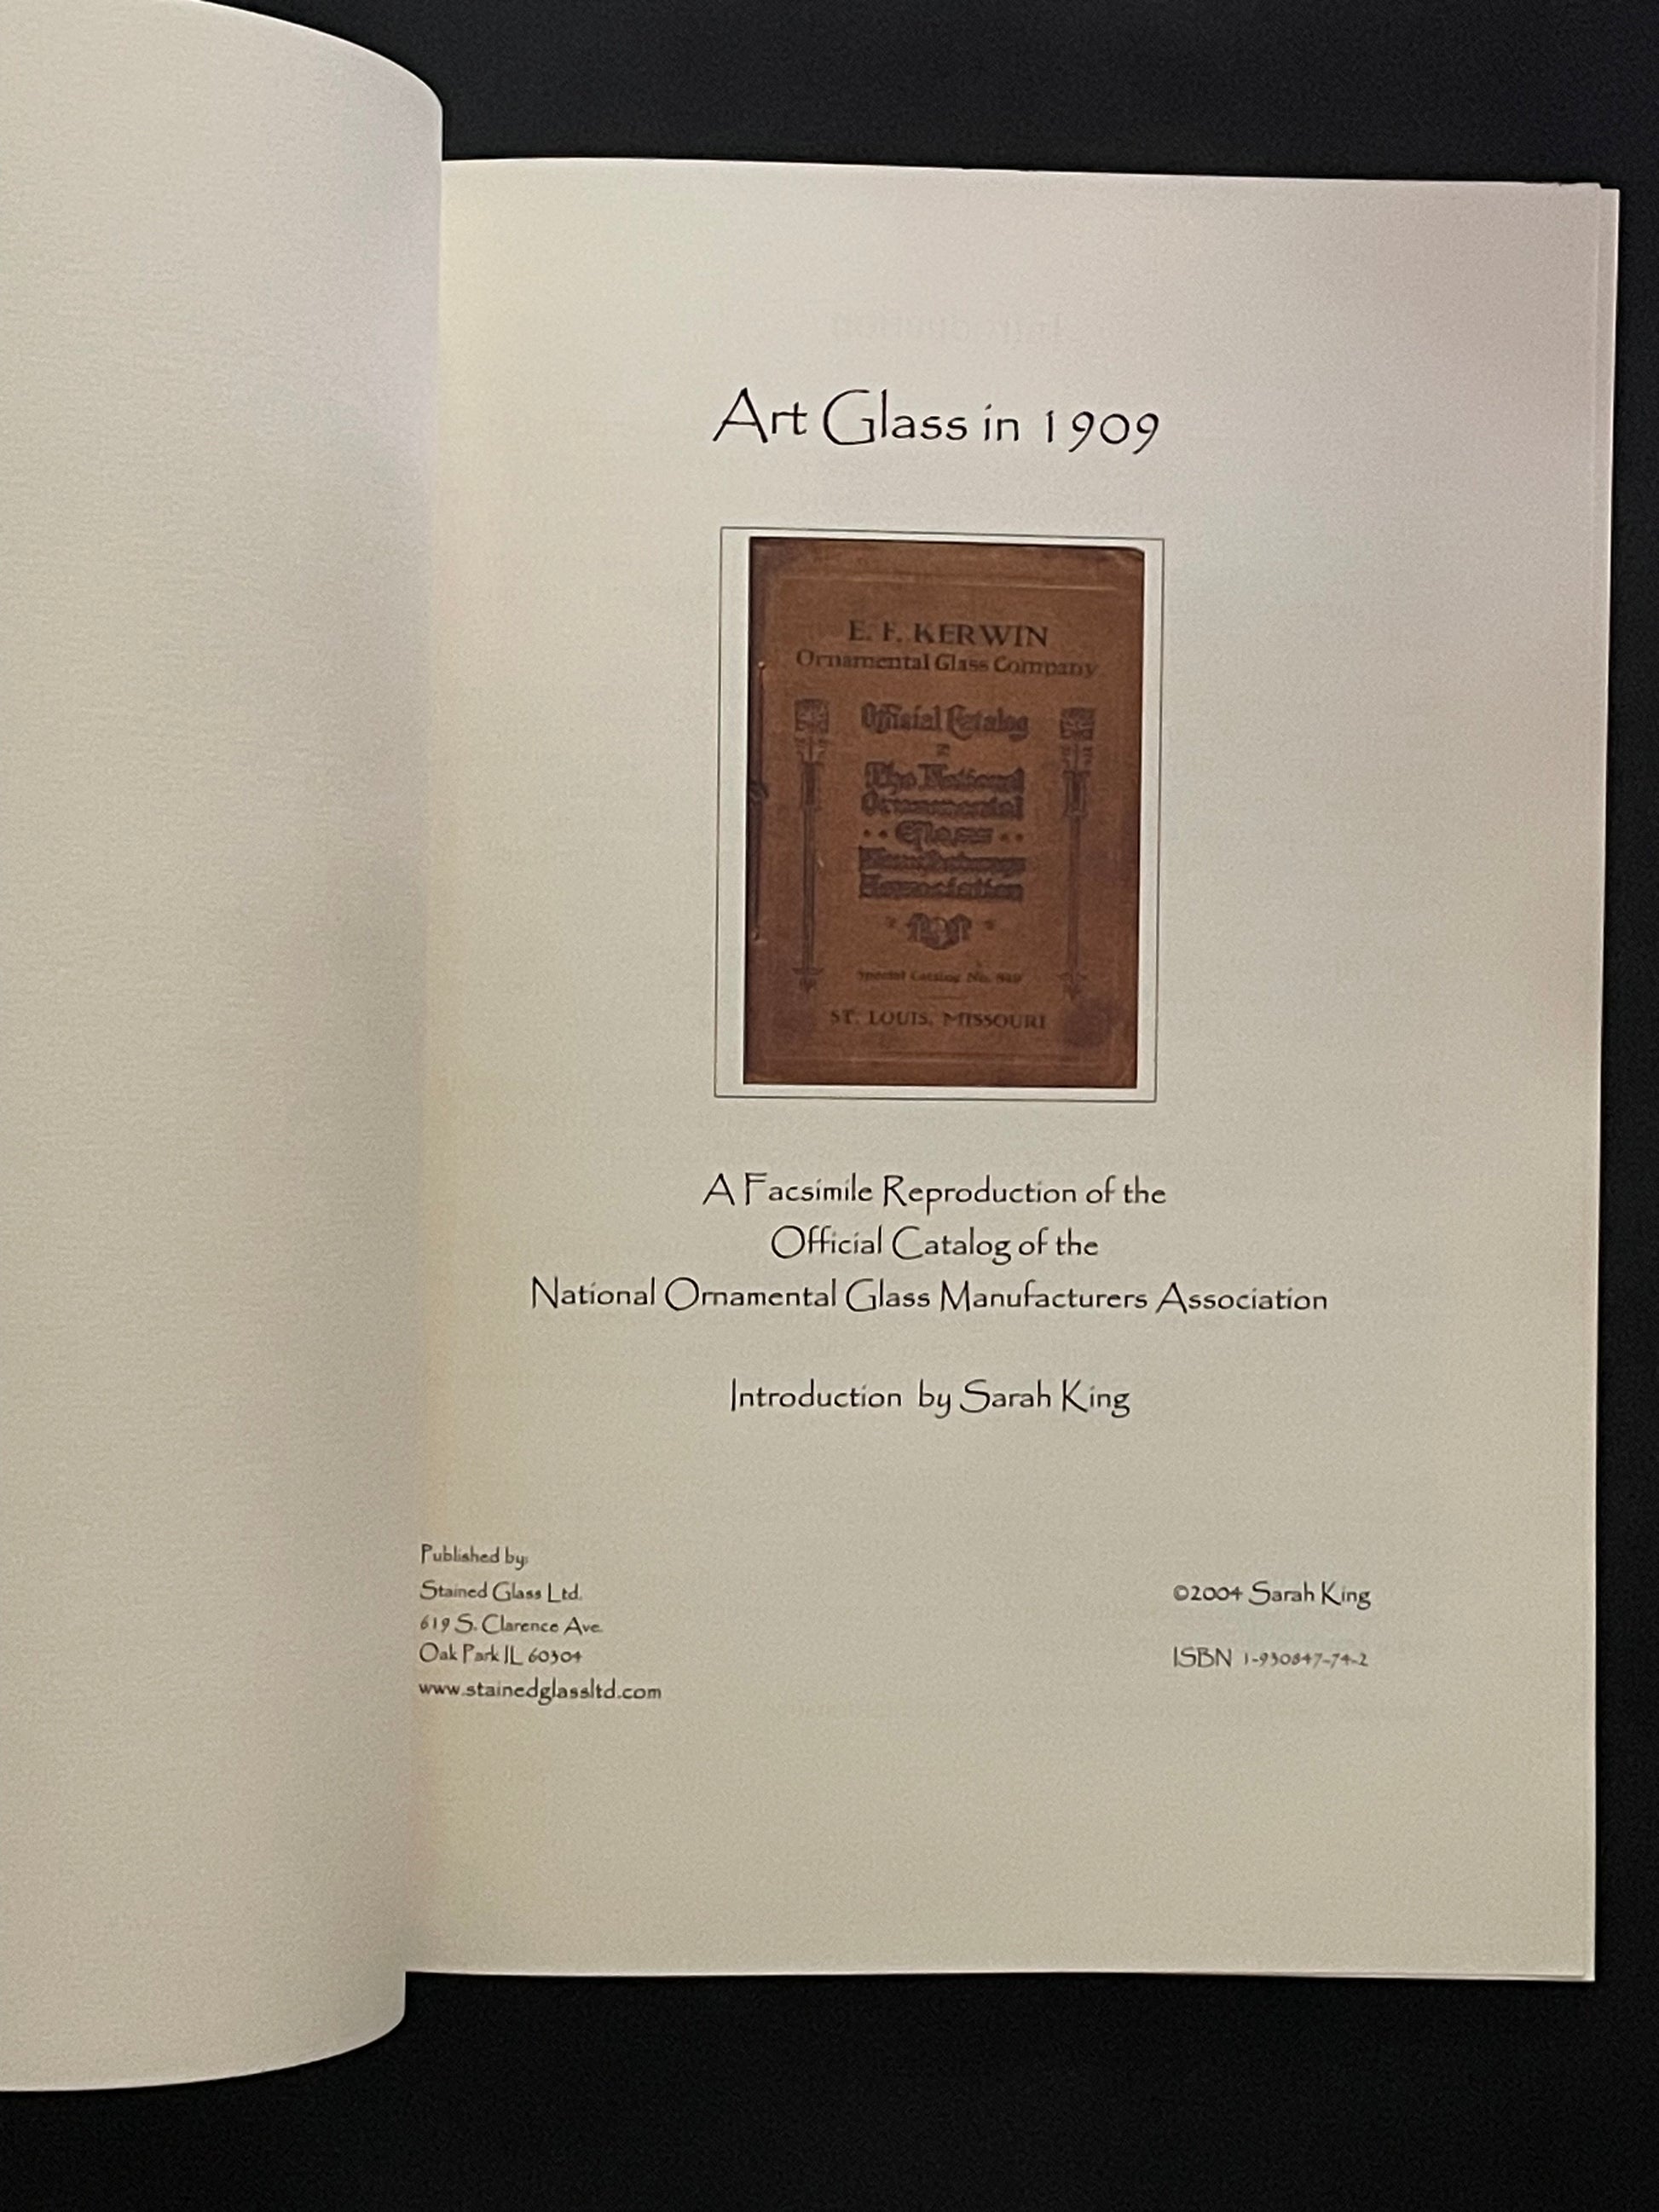 Art Glass in 1909
E. F. KERWIN
Ornamental Glass Company
Official Catalog
The National
Ornamental
Glass
Manufacturers
Association
Special Catalog No.
ST. LOUIS, MISSOURI
A Facsimile Reproduction of the
Official Catalog of the
National Ornamental Glass Manufacturers Association
Introduction by Sarah King
Published by:
Stained Glass Ltd.
619 S. Clarence Ave.
Oak Park IL 60304
www.stainedglassltd.com
©2004 Sarah King
ISBN 1-930847-74-2